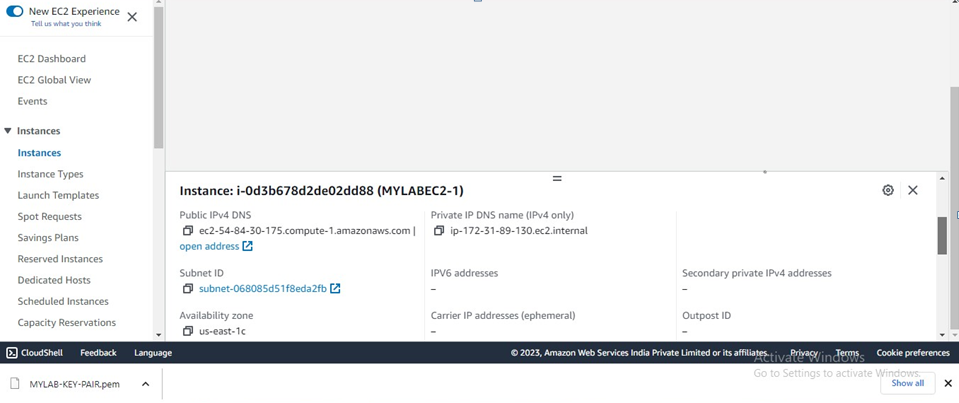 New EC2 Experience
Tell us what you think
EC2 Dashboard
EC2 Global View
Events
Instances
Instances
Instance Types
Launch Templates
Spot Requests
Savings Plans
Reserved Instances
Dedicated Hosts
Scheduled Instances
Capacity Reservations
Instance: i-0d3b678d2de02dd88 (MYLABEC2-1)
Public IPv4 DNS
ec2-54-84-30-175.compute-1.amazonaws.com |
open address
Private IP DNS name (IPv4 only)
ip-172-31-89-130.ec2.internal
Subnet ID
subnet-068085d51f8eda2fb
IPV6 addresses
–
Secondary private IPv4 addresses
–
Availability zone
us-east-1c
Carrier IP addresses (ephemeral)
–
Outpost ID
–
CloudShell Feedback Language © 2023, Amazon Web Services India Private Limited or its affiliates. Privacy Terms Cookie preferences
Activate Windows
Go to Settings to activate Windows.
MYLAB-KEY-PAIR.pem
Show all